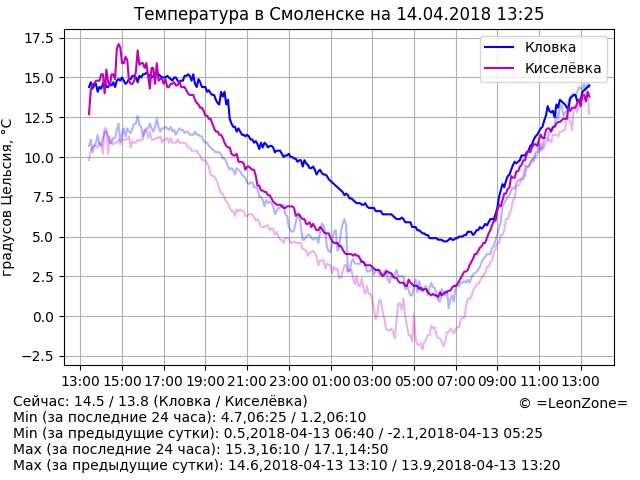 Температура в Смоленске на 14.04.2018 13:25
17.5
15.0
12.5
10.0
7.5
5.0
2.5
0.0
−2.5
градусов Цельсия, °C
Кловка
Киселёвка
13:00 15:00 17:00 19:00 21:00 23:00 01:00 03:00 05:00 07:00 09:00 11:00 13:00
Сейчас: 14.5 / 13.8 (Кловка / Киселёвка)
© =LeonZone=
Min (за последние 24 часа): 4.7,06:25 / 1.2,06:10
Min (за предыдущие сутки): 0.5,2018-04-13 06:40 / -2.1,2018-04-13 05:25
Max (за последние 24 часа): 15.3,16:10 / 17.1,14:50
Max (за предыдущие сутки): 14.6,2018-04-13 13:10 / 13.9,2018-04-13 13:20